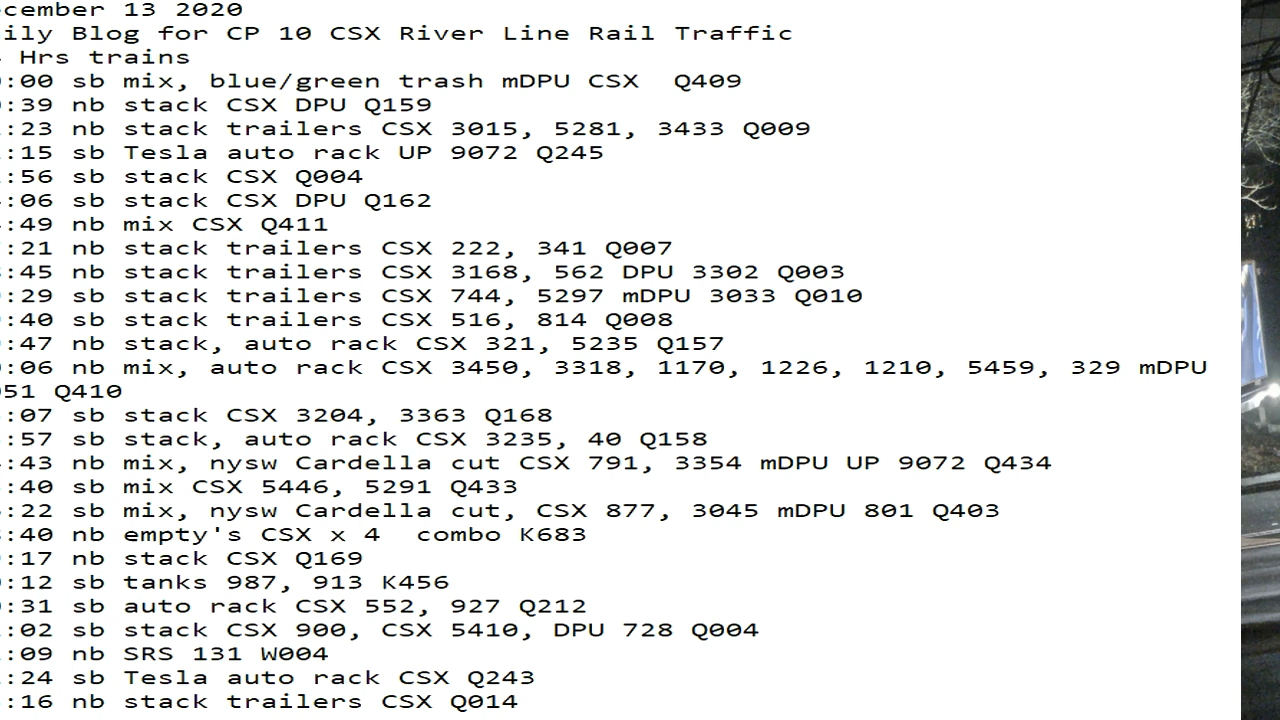 cember 13 2020
ily Blog for CP 10 CSX River Line Rail Traffic
Hrs trains
:00 sb mix, blue/green trash mDPU CSX  Q409
:39 nb stack CSX DPU Q159
:23 nb stack trailers CSX 3015, 5281, 3433 Q009
:15 sb Tesla auto rack UP 9072 Q245
:56 sb stack CSX Q004
:06 sb stack CSX DPU Q162
:49 nb mix CSX Q411
:21 nb stack trailers CSX 222, 341 Q007
:45 nb stack trailers CSX 3168, 562 DPU 3302 Q003
:29 sb stack trailers CSX 744, 5297 mDPU 3033 Q010
:40 sb stack trailers CSX 516, 814 Q008
:47 nb stack, auto rack CSX 321, 5235 Q157
:06 nb mix, auto rack CSX 3450, 3318, 1170, 1226, 1210, 5459, 329 mDPU
51 Q410
:07 sb stack CSX 3204, 3363 Q168
:57 sb stack, auto rack CSX 3235, 40 Q158
:43 nb mix, nysw Cardella cut CSX 791, 3354 mDPU UP 9072 Q434
:40 sb mix CSX 5446, 5291 Q433
:22 sb mix, nysw Cardella cut, CSX 877, 3045 mDPU 801 Q403
:40 nb empty's CSX x 4  combo K683
:17 nb stack CSX Q169
:12 sb tanks 987, 913 K456
:31 sb auto rack CSX 552, 927 Q212
:02 sb stack CSX 900, CSX 5410, DPU 728 Q004
:09 nb SRS 131 W004
:24 sb Tesla auto rack CSX Q243
:16 nb stack trailers CSX Q014